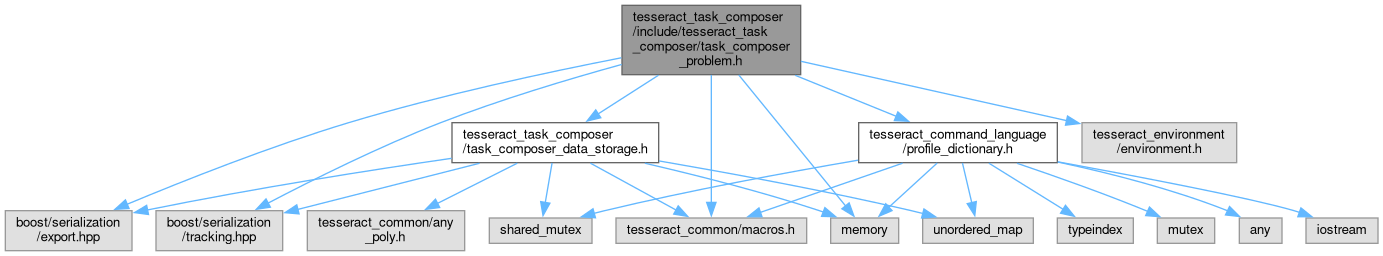 tesseract_task_composer
/include/tesseract_task
_composer/task_composer
_problem.h
tesseract_task_composer
/task_composer_data_storage.h
tesseract_command_language
/profile_dictionary.h
tesseract_environment
/environment.h
boost/serialization
/export.hpp
boost/serialization
/tracking.hpp
tesseract_common/any
_poly.h
shared_mutex
tesseract_common/macros.h
memory
unordered_map
typeindex
mutex
any
iostream